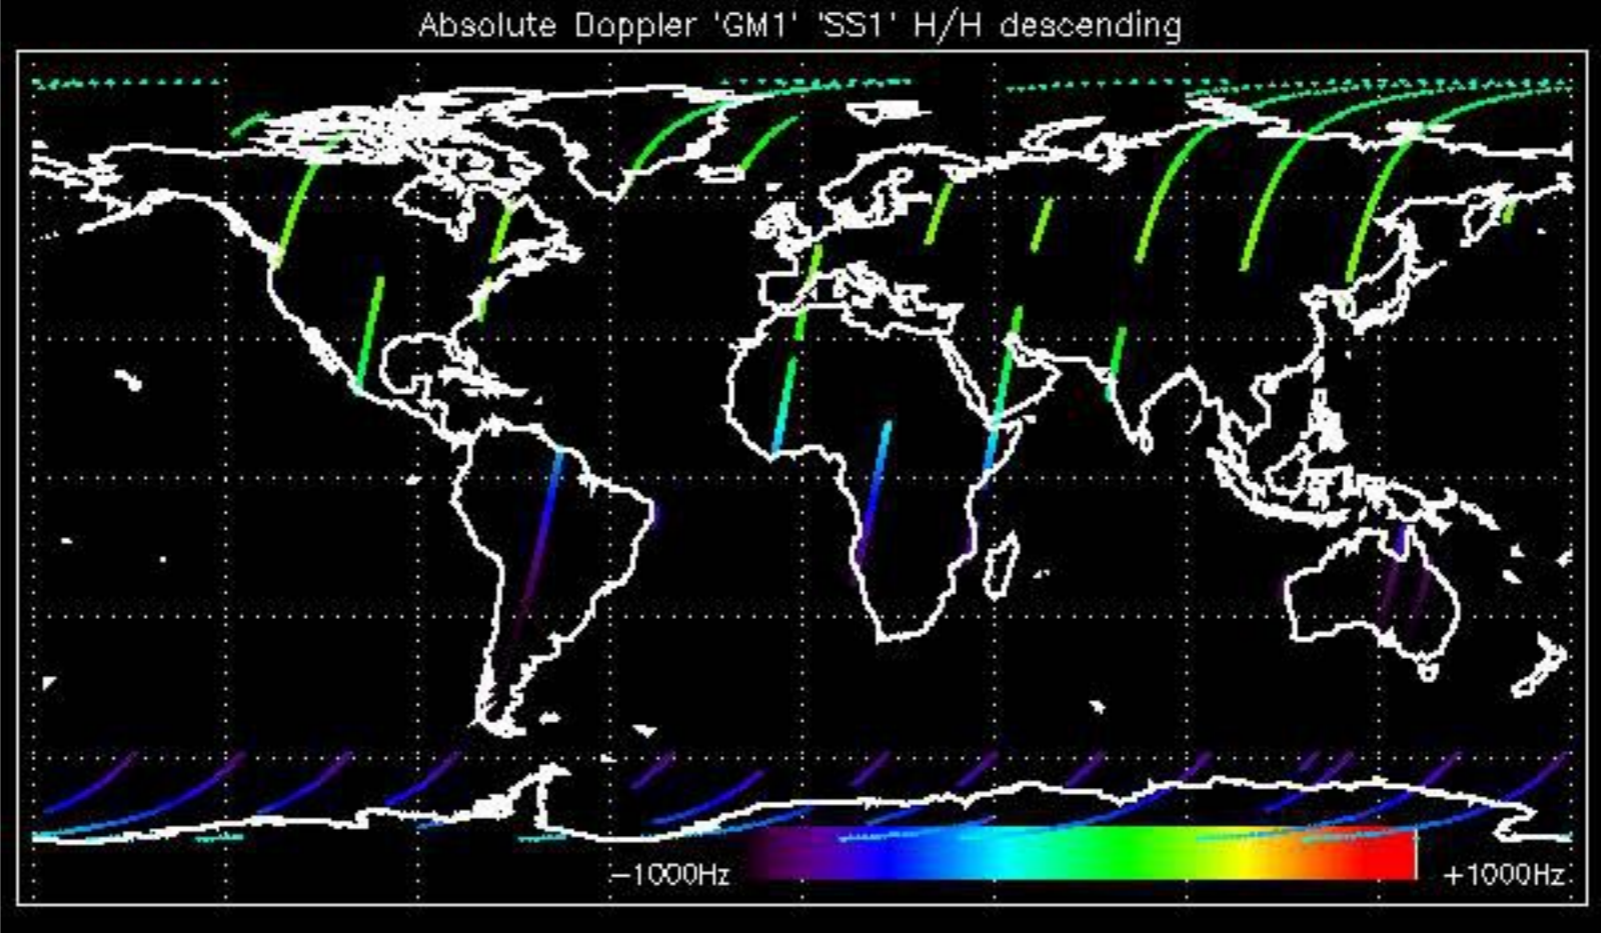 Absolute Doppler 'GM1' 'SS1' H/H descending
−1000Hz
+1000Hz